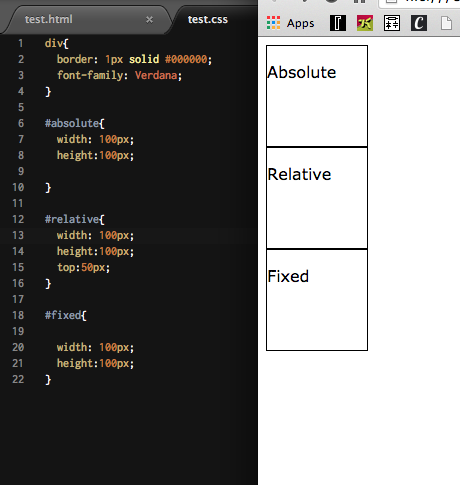 test.html × test.css
1 div{
2 border: 1px solid #000000;
3 font-family: Verdana;
4 }
5
6 #absolute{
7 width: 100px;
8 height:100px;
9
10 }
11
12 #relative{
13 width: 100px;
14 height:100px;
15 top:50px;
16 }
17
18 #fixed{
19
20 width: 100px;
21 height:100px;
22 }
Apps
Absolute
Relative
Fixed